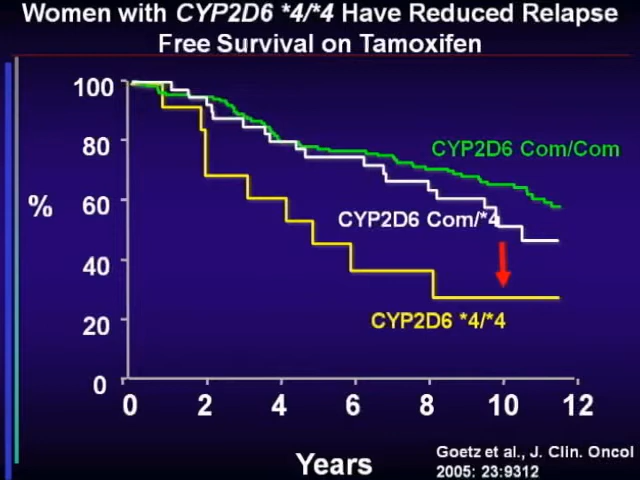 Women with CYP2D6 *4/*4 Have Reduced Relapse
Free Survival on Tamoxifen
100
80
60
40
20
0
%
CYP2D6 Com/Com
CYP2D6 Com/*4
CYP2D6 *4/*4
0 2 4 6 8 10 12
Years
Goetz et al., J. Clin. Oncol
2005: 23:9312